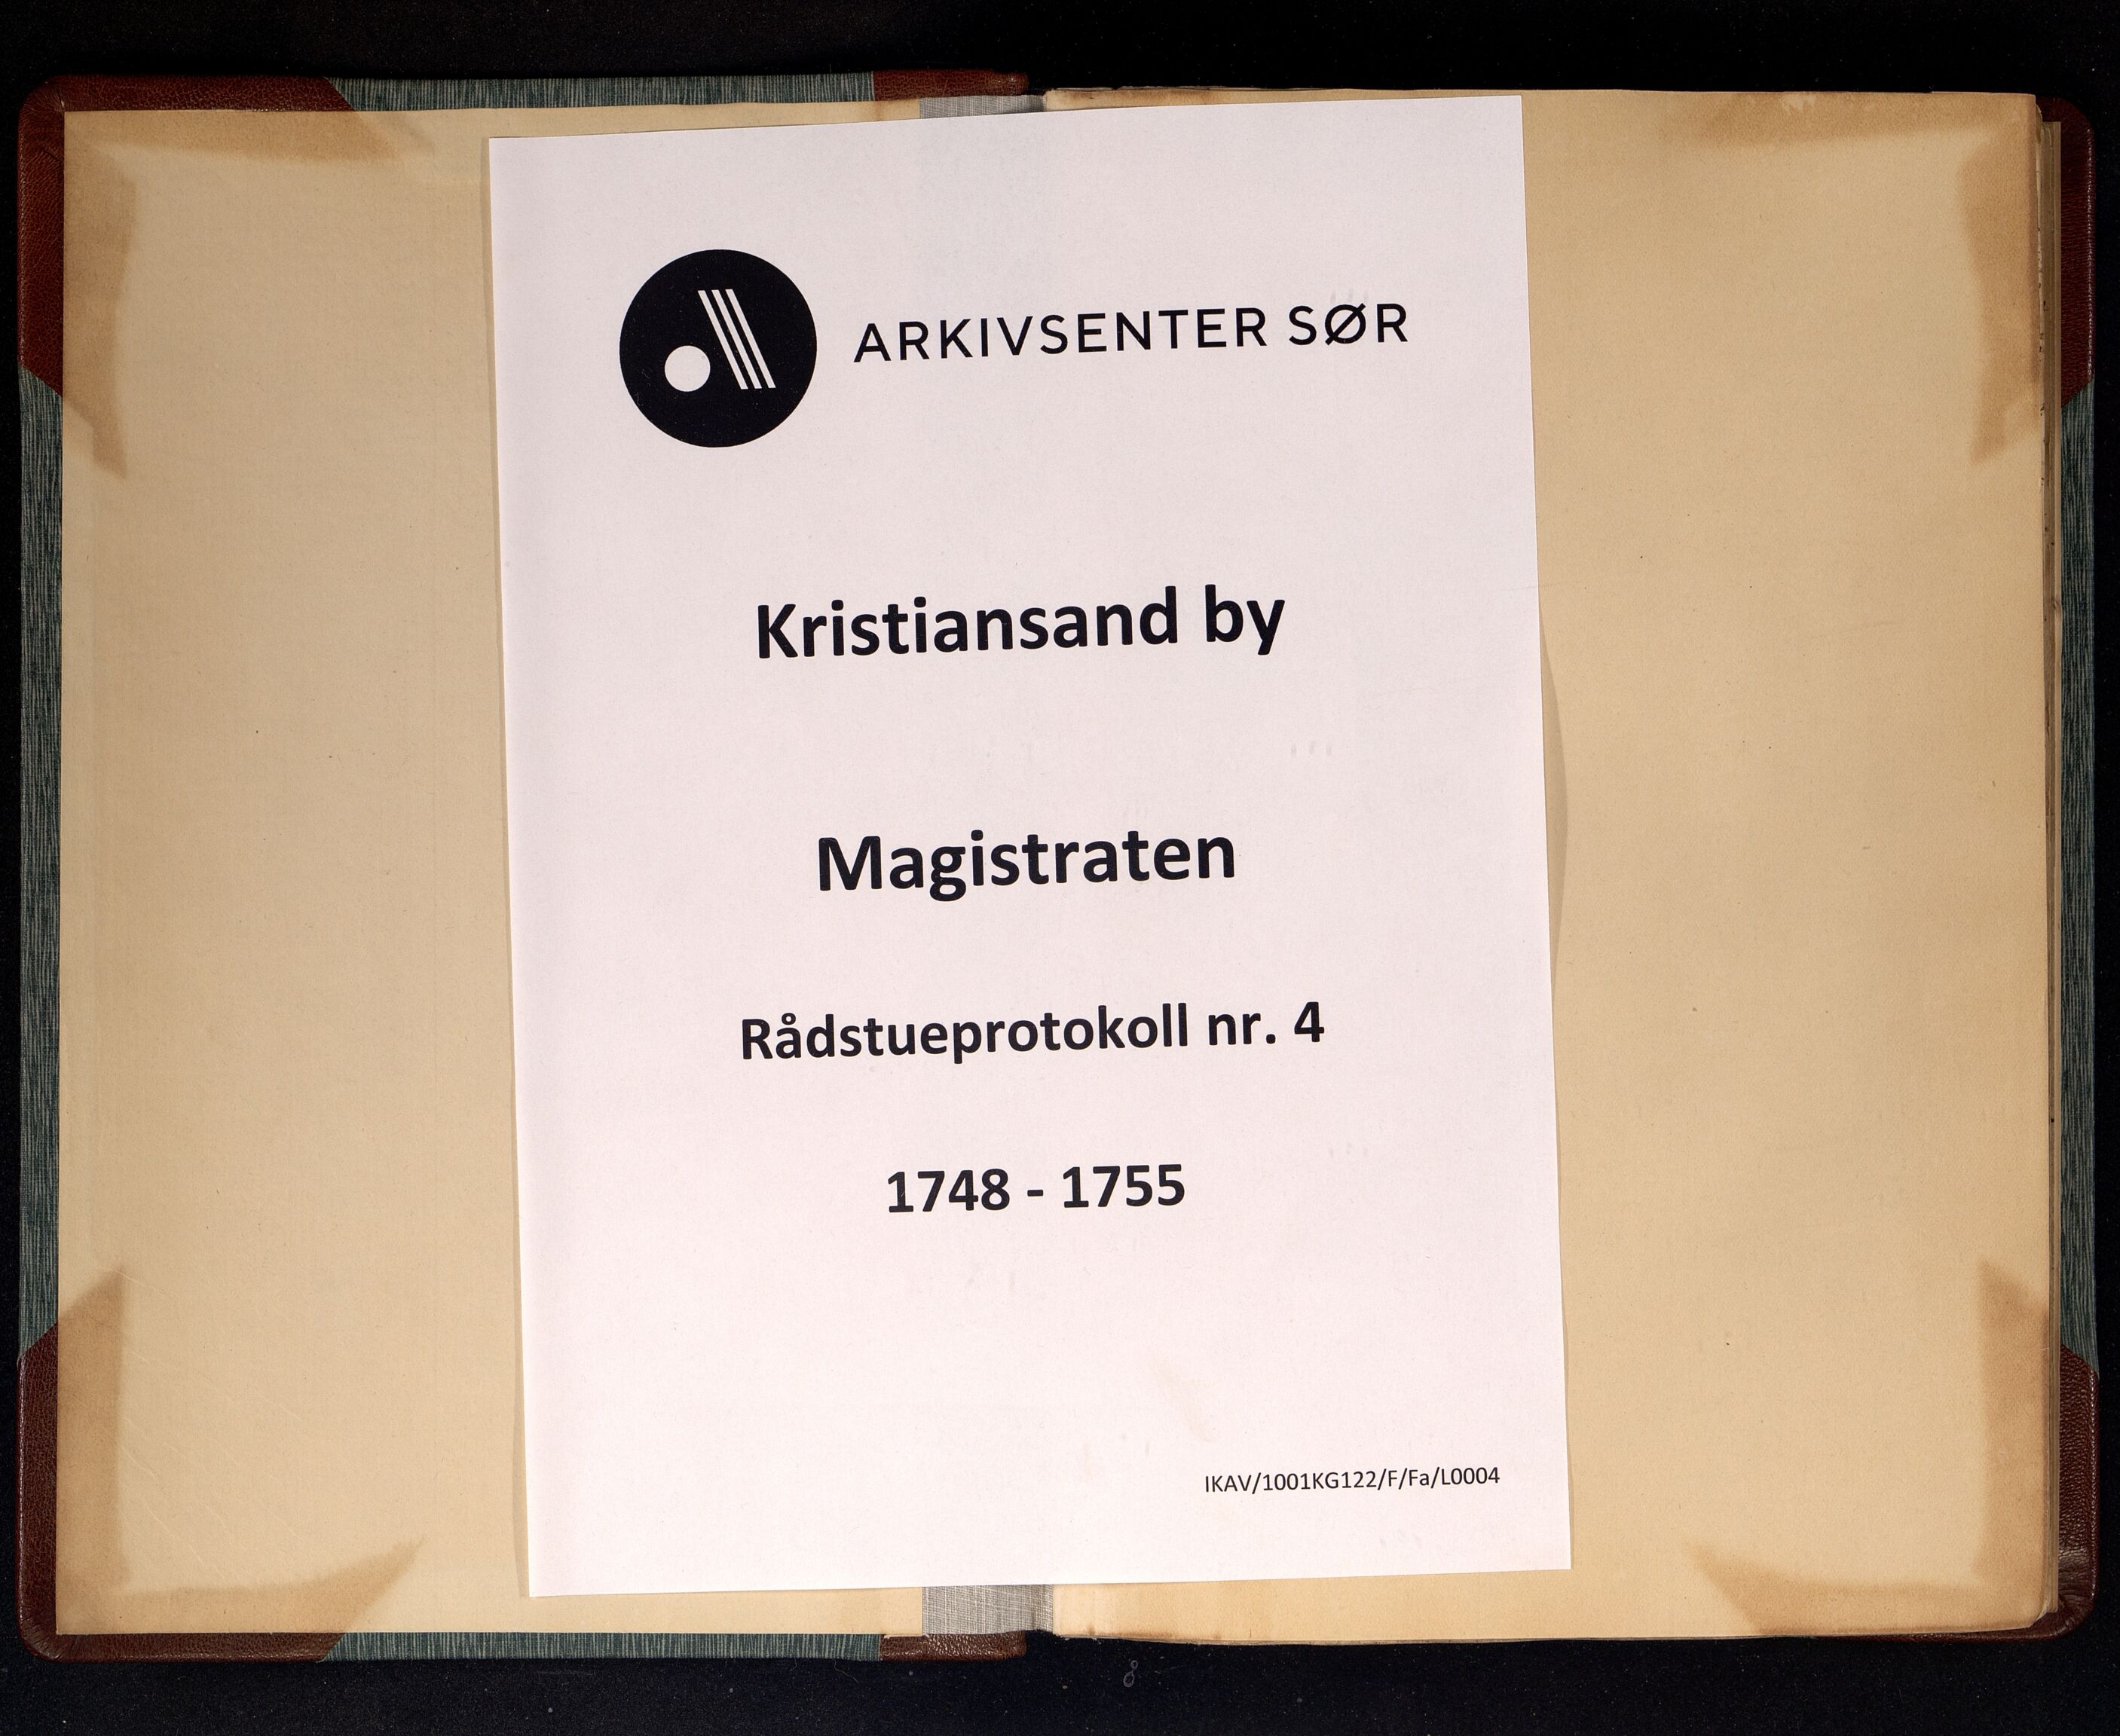 ARKIVSENTER SØR
Kristiansand by
Magistraten
Rådstueprotokoll nr. 4
1748 - 1755
IKAV/1001KG122/F/Fa/L0004